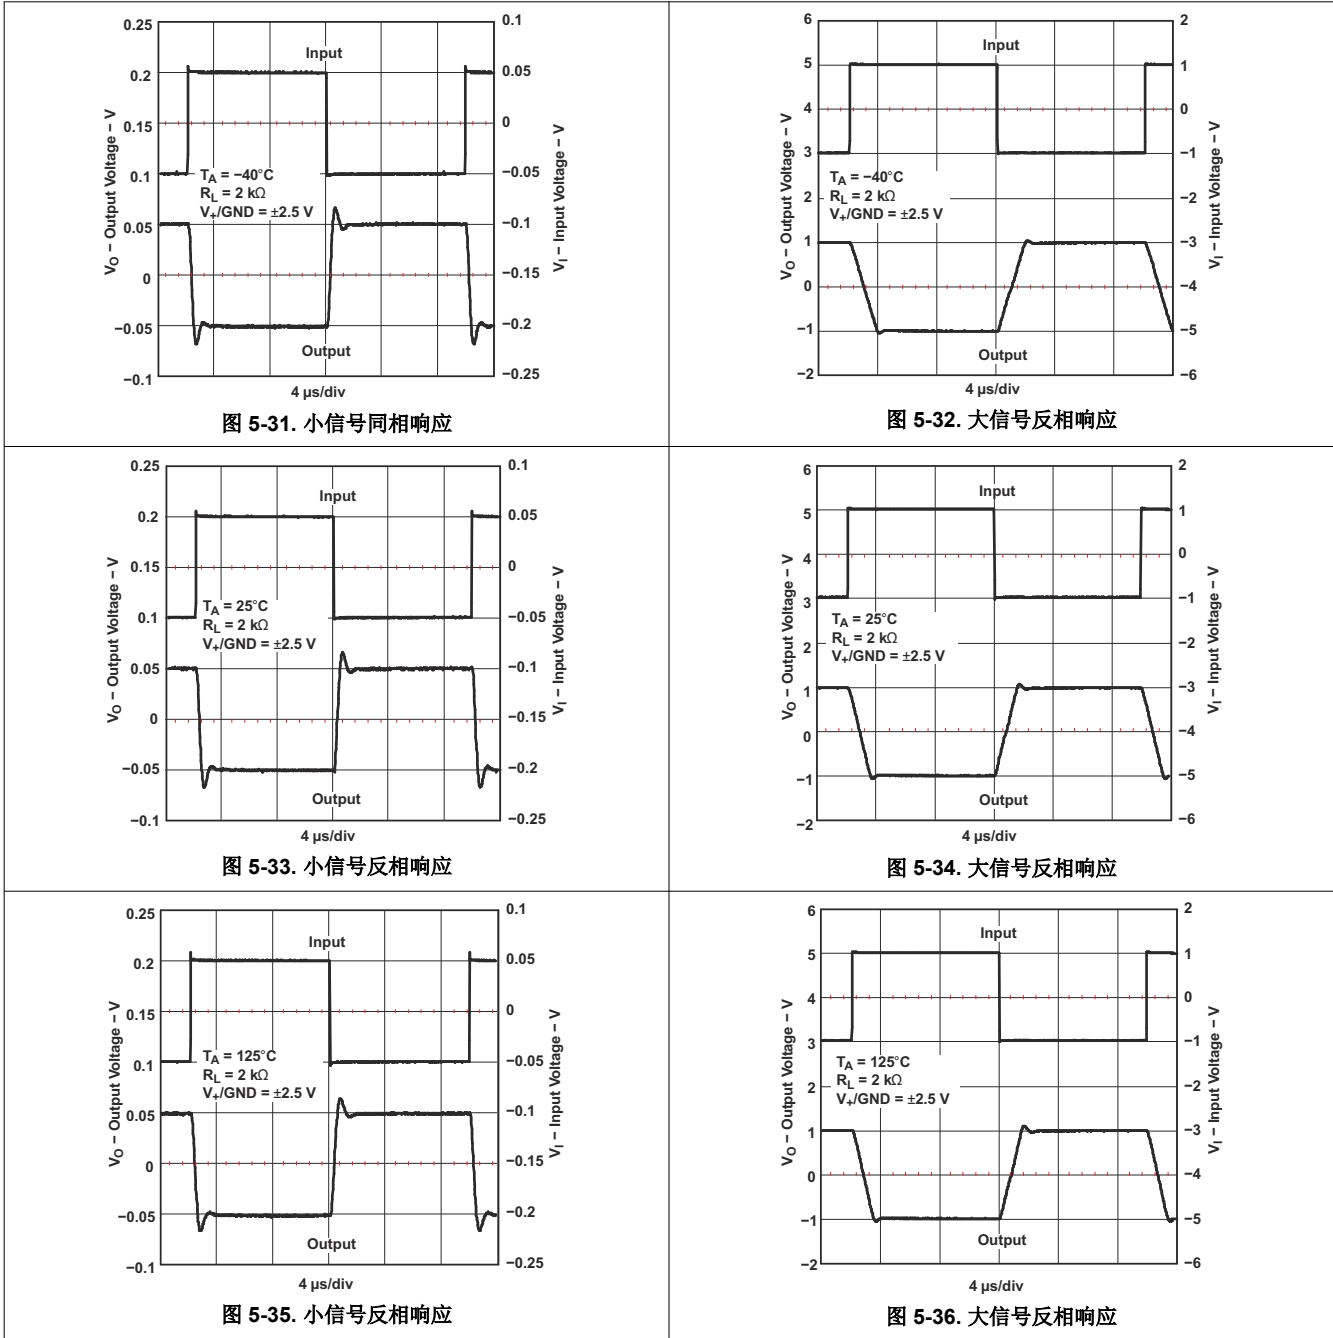 0.25
0.2
0.15
0.1
0.05
0
−0.05
−0.1
VO − Output Voltage − V
0.1
0.05
0
−0.05
−0.1
−0.15
−0.2
−0.25
VI − Input Voltage − V
Input
TA = −40°C
RL = 2 kΩ
V+/GND = ±2.5 V
Output
4 µs/div
图 5-31. 小信号同相响应
6
5
4
3
2
1
0
−1
−2
VO − Output Voltage − V
2
1
0
−1
−2
−3
−4
−5
−6
VI − Input Voltage − V
Input
TA = −40°C
RL = 2 kΩ
V+/GND = ±2.5 V
Output
4 µs/div
图 5-32. 大信号反相响应
0.25
0.2
0.15
0.1
0.05
0
−0.05
−0.1
VO − Output Voltage − V
0.1
0.05
0
−0.05
−0.1
−0.15
−0.2
−0.25
VI − Input Voltage − V
Input
TA = 25°C
RL = 2 kΩ
V+/GND = ±2.5 V
Output
4 µs/div
图 5-33. 小信号反相响应
6
5
4
3
2
1
0
−1
−2
VO − Output Voltage − V
2
1
0
−1
−2
−3
−4
−5
−6
VI − Input Voltage − V
Input
TA = 25°C
RL = 2 kΩ
V+/GND = ±2.5 V
Output
4 µs/div
图 5-34. 大信号反相响应
0.25
0.2
0.15
0.1
0.05
0
−0.05
−0.1
VO − Output Voltage − V
0.1
0.05
0
−0.05
−0.1
−0.15
−0.2
−0.25
VI − Input Voltage − V
Input
TA = 125°C
RL = 2 kΩ
V+/GND = ±2.5 V
Output
4 µs/div
图 5-35. 小信号反相响应
6
5
4
3
2
1
0
−1
−2
VO − Output Voltage − V
2
1
0
−1
−2
−3
−4
−5
−6
VI − Input Voltage − V
Input
TA = 125°C
RL = 2 kΩ
V+/GND = ±2.5 V
Output
4 µs/div
图 5-36. 大信号反相响应